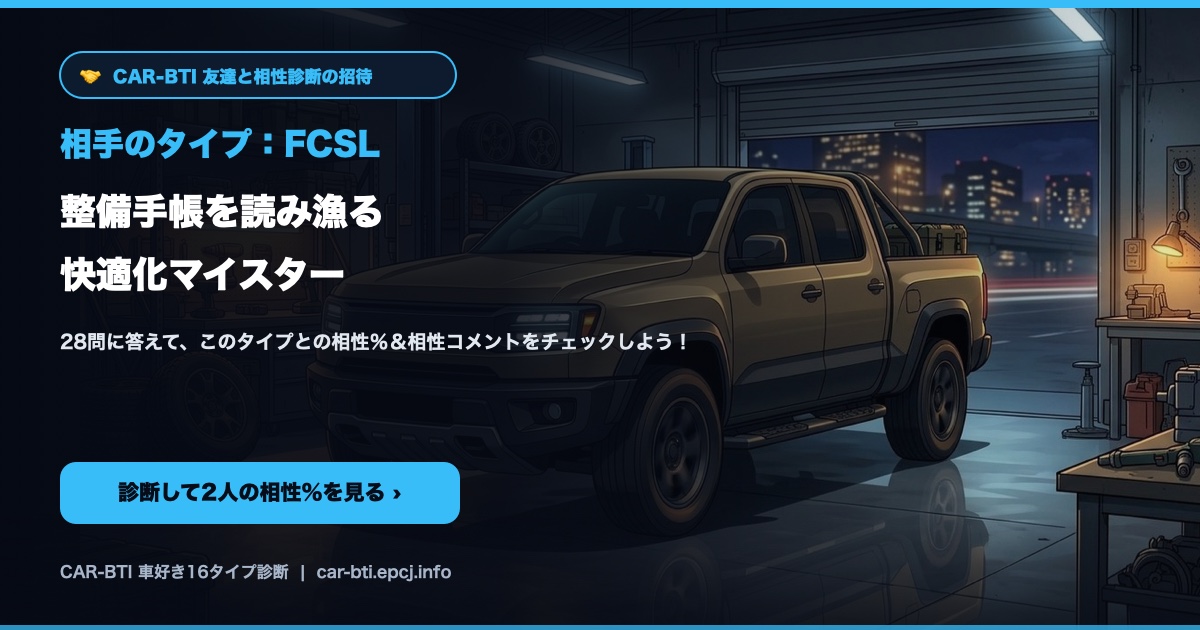 🤝 CAR-BTI 友達と相性診断の招待
相手のタイプ：FCSL
整備手帳を読み漁る
快適化マイスター
28問に答えて、このタイプとの相性%＆相性コメントをチェックしよう！
診断して2人の相性%を見る ›
CAR-BTI 車好き16タイプ診断 ｜ car-bti.epcj.info